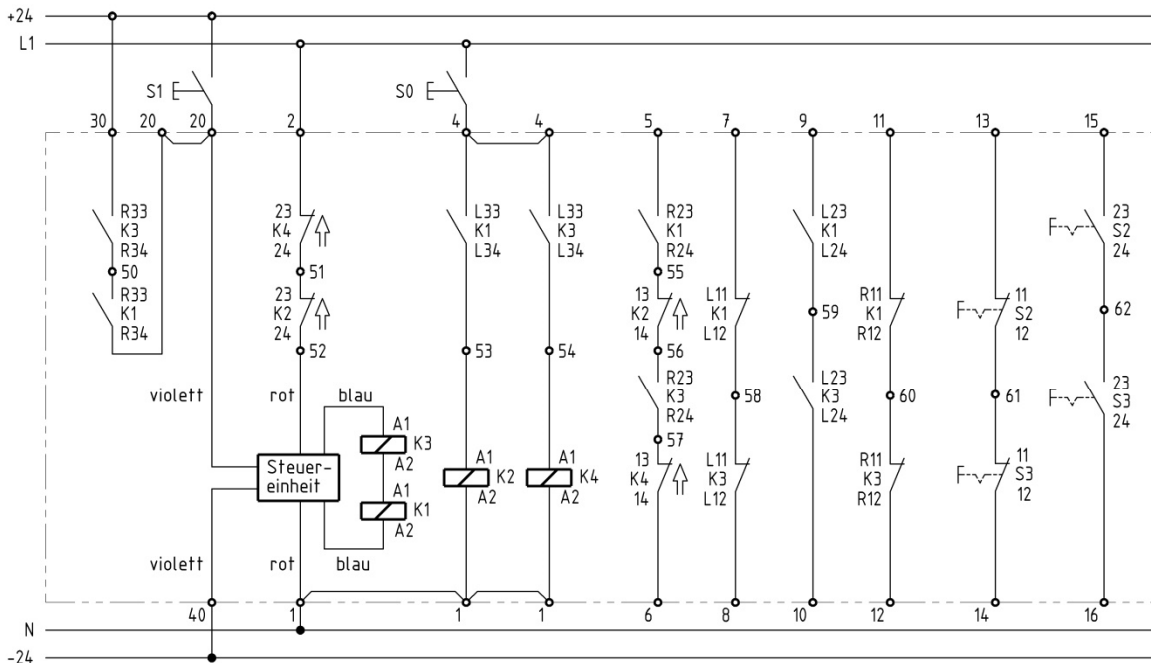 +24
L1
S1
S0
30 20 20 2 4 4 5 7 9 11 13 15
R33
K3
R34
50
R33
K1
R34
23
K4
24
51
23
K2
24
52
L33
K1
L34
53
L33
K3
L34
54
R23
K1
R24
55
13
K2
14
56
R23
K3
R24
57
13
K4
14
L11
K1
L12
58
L11
K3
L12
L23
K1
L24
59
L23
K3
L24
R11
K1
R12
60
R11
K3
R12
11
S2
12
61
11
S3
12
23
S2
24
62
23
S3
24
violett rot blau
Steuer-
einheit
A1
K3
A2
A1
K1
A2
A1
K2
A2
A1
K4
A2
violett rot blau
40 1 1 1 6 8 10 12 14 16
N
-24